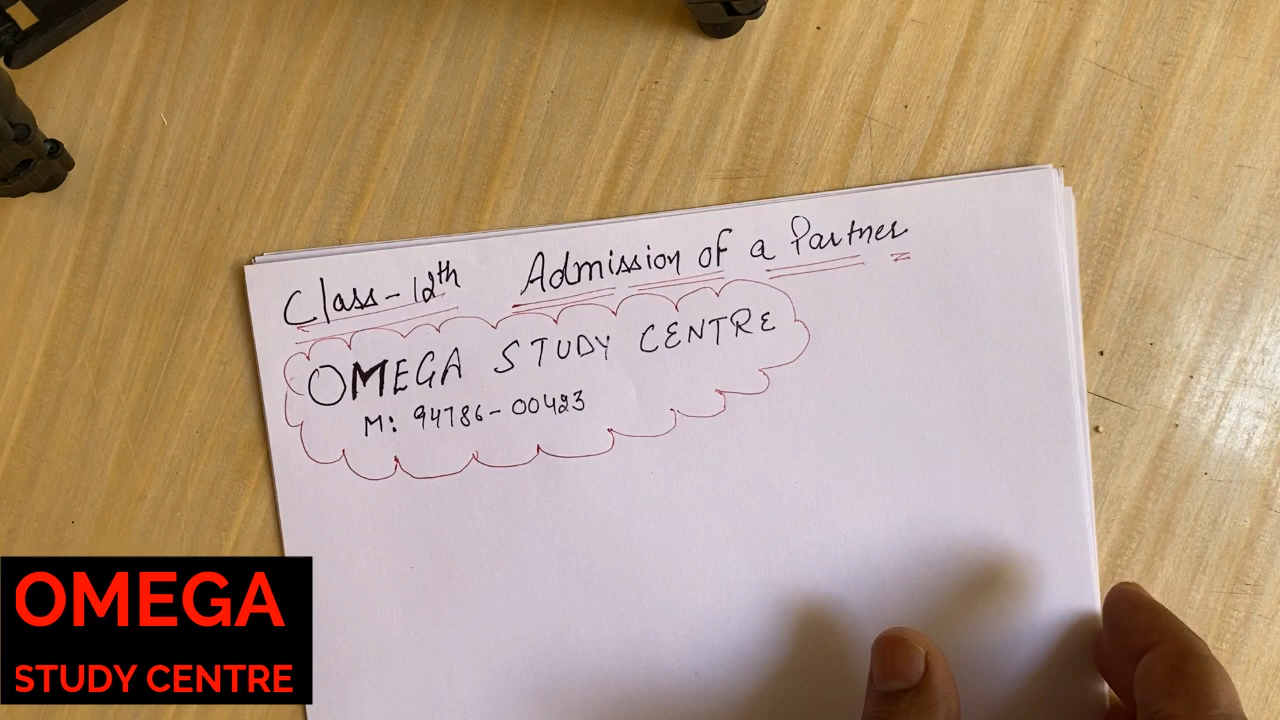 Class-12th Admission of a Partner
OMEGA STUDY CENTRE
M: 94786-00423
OMEGA
STUDY CENTRE